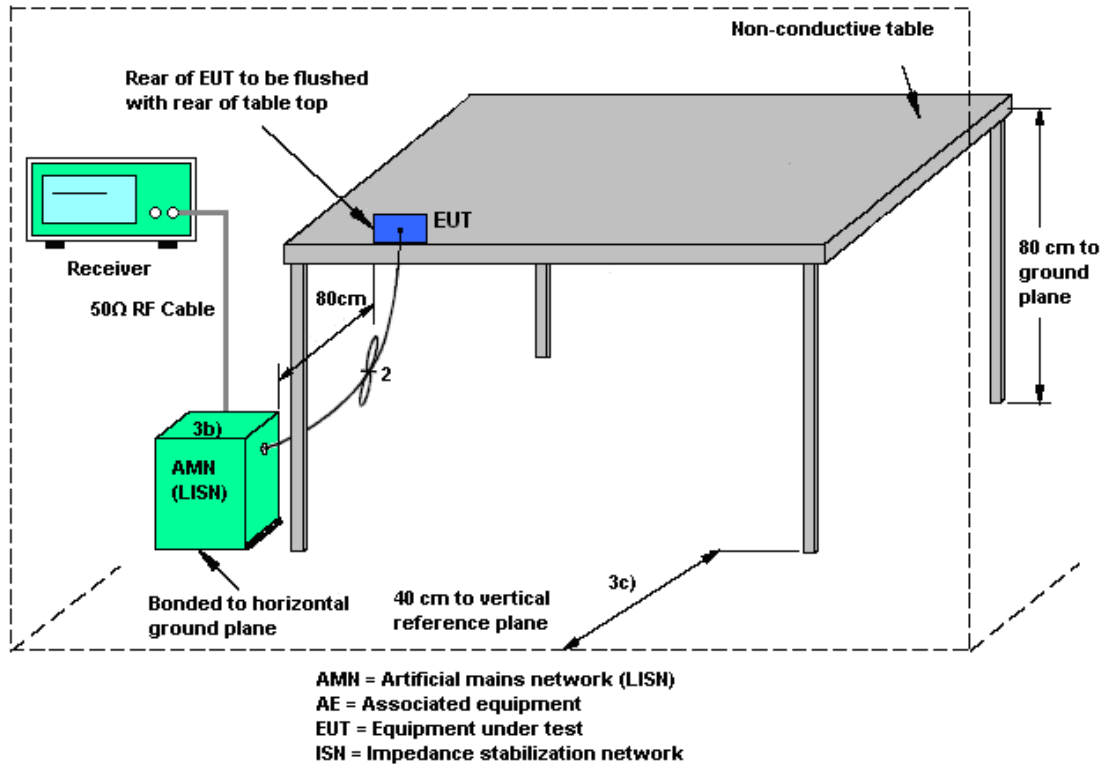 Non-conductive table
Rear of EUT to be flushed
with rear of table top
EUT
Receiver
80 cm to
ground
plane
80cm
50Ω RF Cable
2
3b)
AMN
(LISN)
3c)
Bonded to horizontal
ground plane
40 cm to vertical
reference plane
AMN = Artificial mains network (LISN)
AE = Associated equipment
EUT = Equipment under test
ISN = Impedance stabilization network